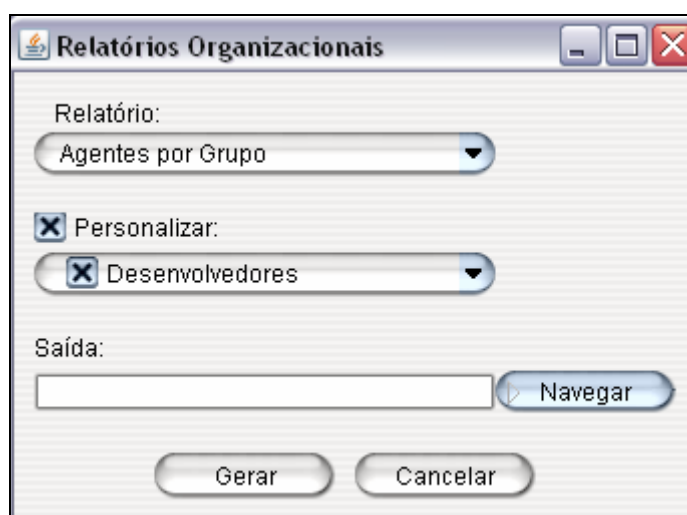 Relatórios Organizacionais
Relatório:
Agentes por Grupo
Personalizar:
Desenvolvedores
Saída:
Navegar
Gerar Cancelar